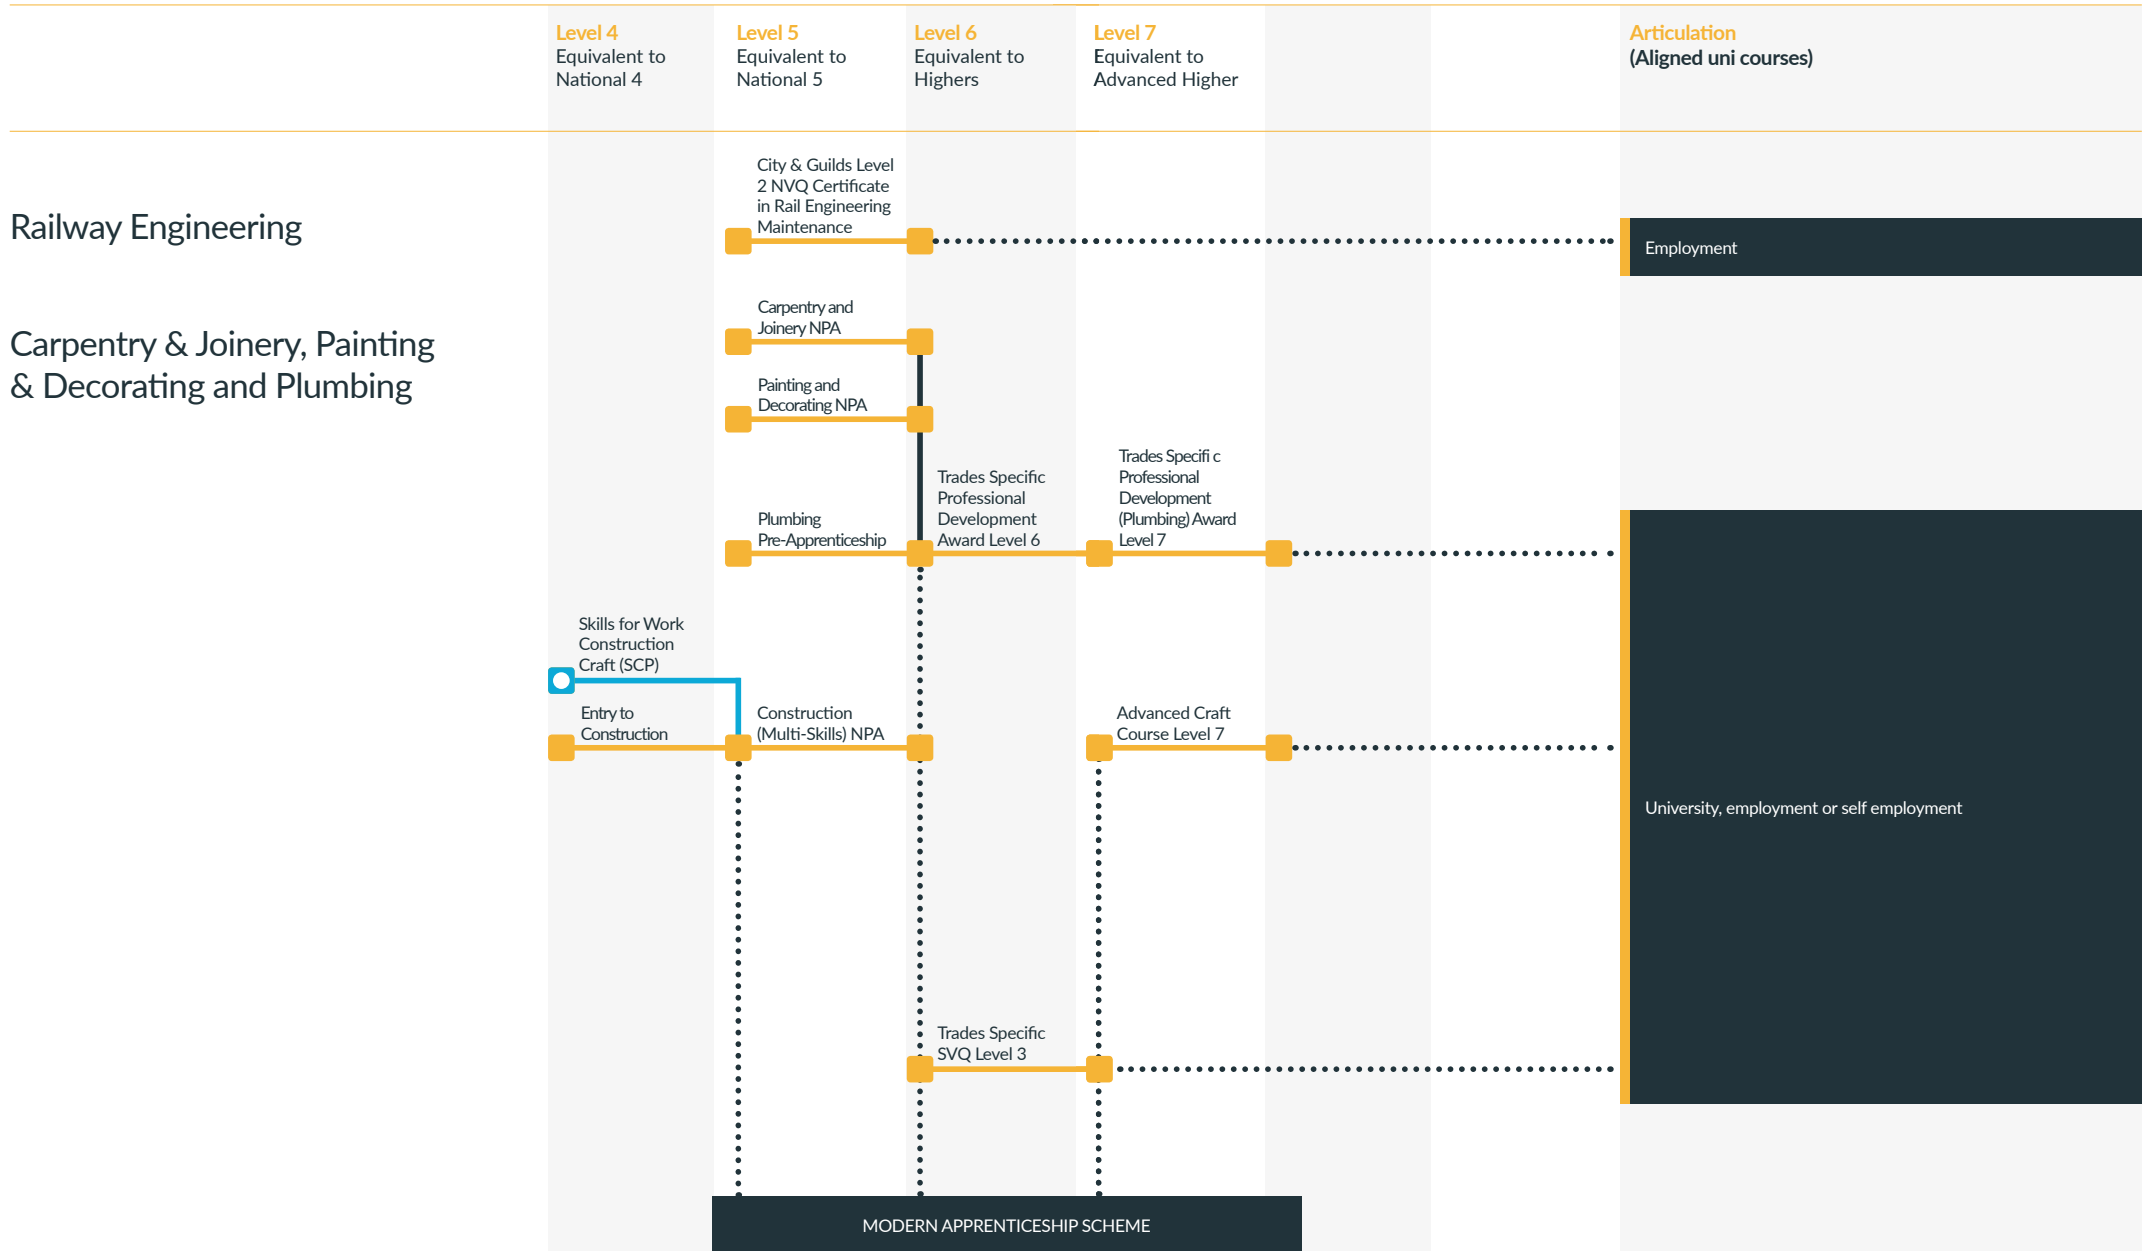 Level 4
Equivalent to
National 4
Level 5
Equivalent to
National 5
Level 6
Equivalent to
Highers
Level 7
Equivalent to
Advanced Higher
Articulation
(Aligned uni courses)
Railway Engineering
City & Guilds Level
2 NVQ Certificate
in Rail Engineering
Maintenance
Employment
Carpentry & Joinery, Painting
& Decorating and Plumbing
Carpentry and
Joinery NPA
Painting and
Decorating NPA
Plumbing
Pre-Apprenticeship
Trades Specific
Professional
Development
Award Level 6
Trades Specifi c
Professional
Development
(Plumbing) Award
Level 7
Skills for Work
Construction
Craft (SCP)
Entry to
Construction
Construction
(Multi-Skills) NPA
Advanced Craft
Course Level 7
University, employment or self employment
Trades Specific
SVQ Level 3
MODERN APPRENTICESHIP SCHEME